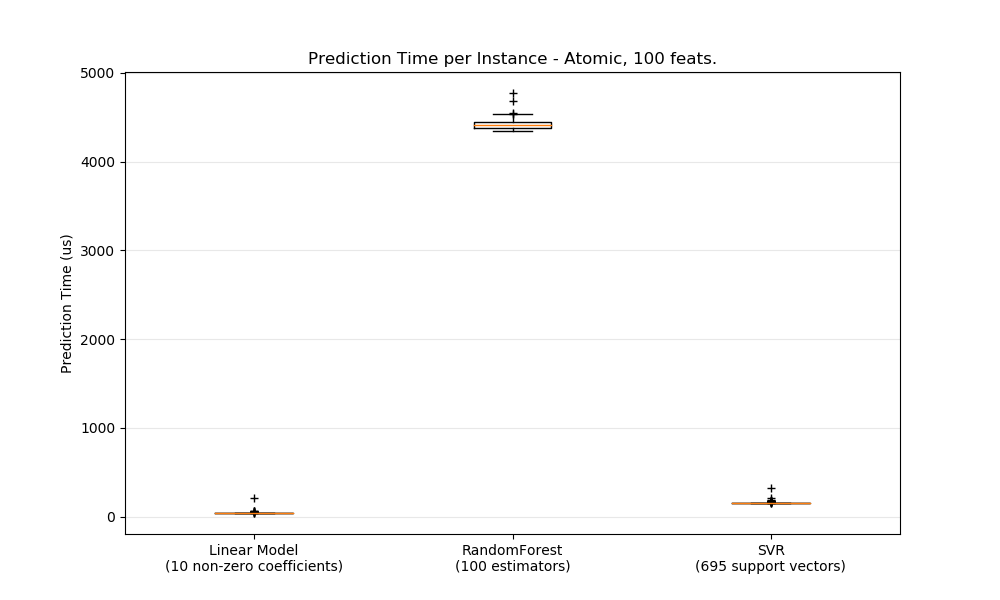 Prediction Time per Instance - Atomic, 100 feats.
Prediction Time (us)
5000
4000
3000
2000
1000
0
Linear Model
(10 non-zero coefficients)
RandomForest
(100 estimators)
SVR
(695 support vectors)